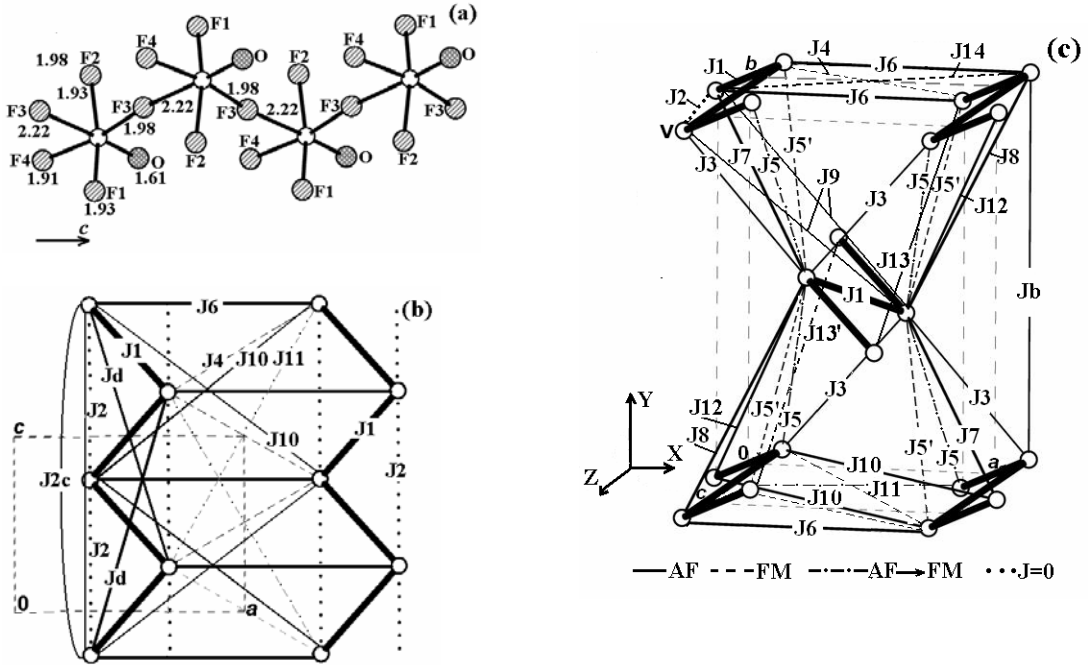 (a)
F1 F1
F4 O F4 O
1.98 F2 F2
1.93 1.98
F3 F3 2.22 F3 2.22 F3 F3
2.22 1.98
F4 O F2 F4 O F2
1.91 1.61
F1 F1
1.93
c
(b)
J6
J1 J4 J10 J11
Jd
J2
c J10 J1
J2c J2
J2
Jd
0 a
(c)
J1 b J4 J6 J14
J2 J6
V
J3 J7 J5 J5' J5 J5' J8
J9 J3 J12
J13
J1 Jb
J13'
J3 J3
J12 J5' J5 J5' J7
J8 J5
0 J10 a
c J10 J11
J6
Y
X
Z
AF FM AF→FM J=0